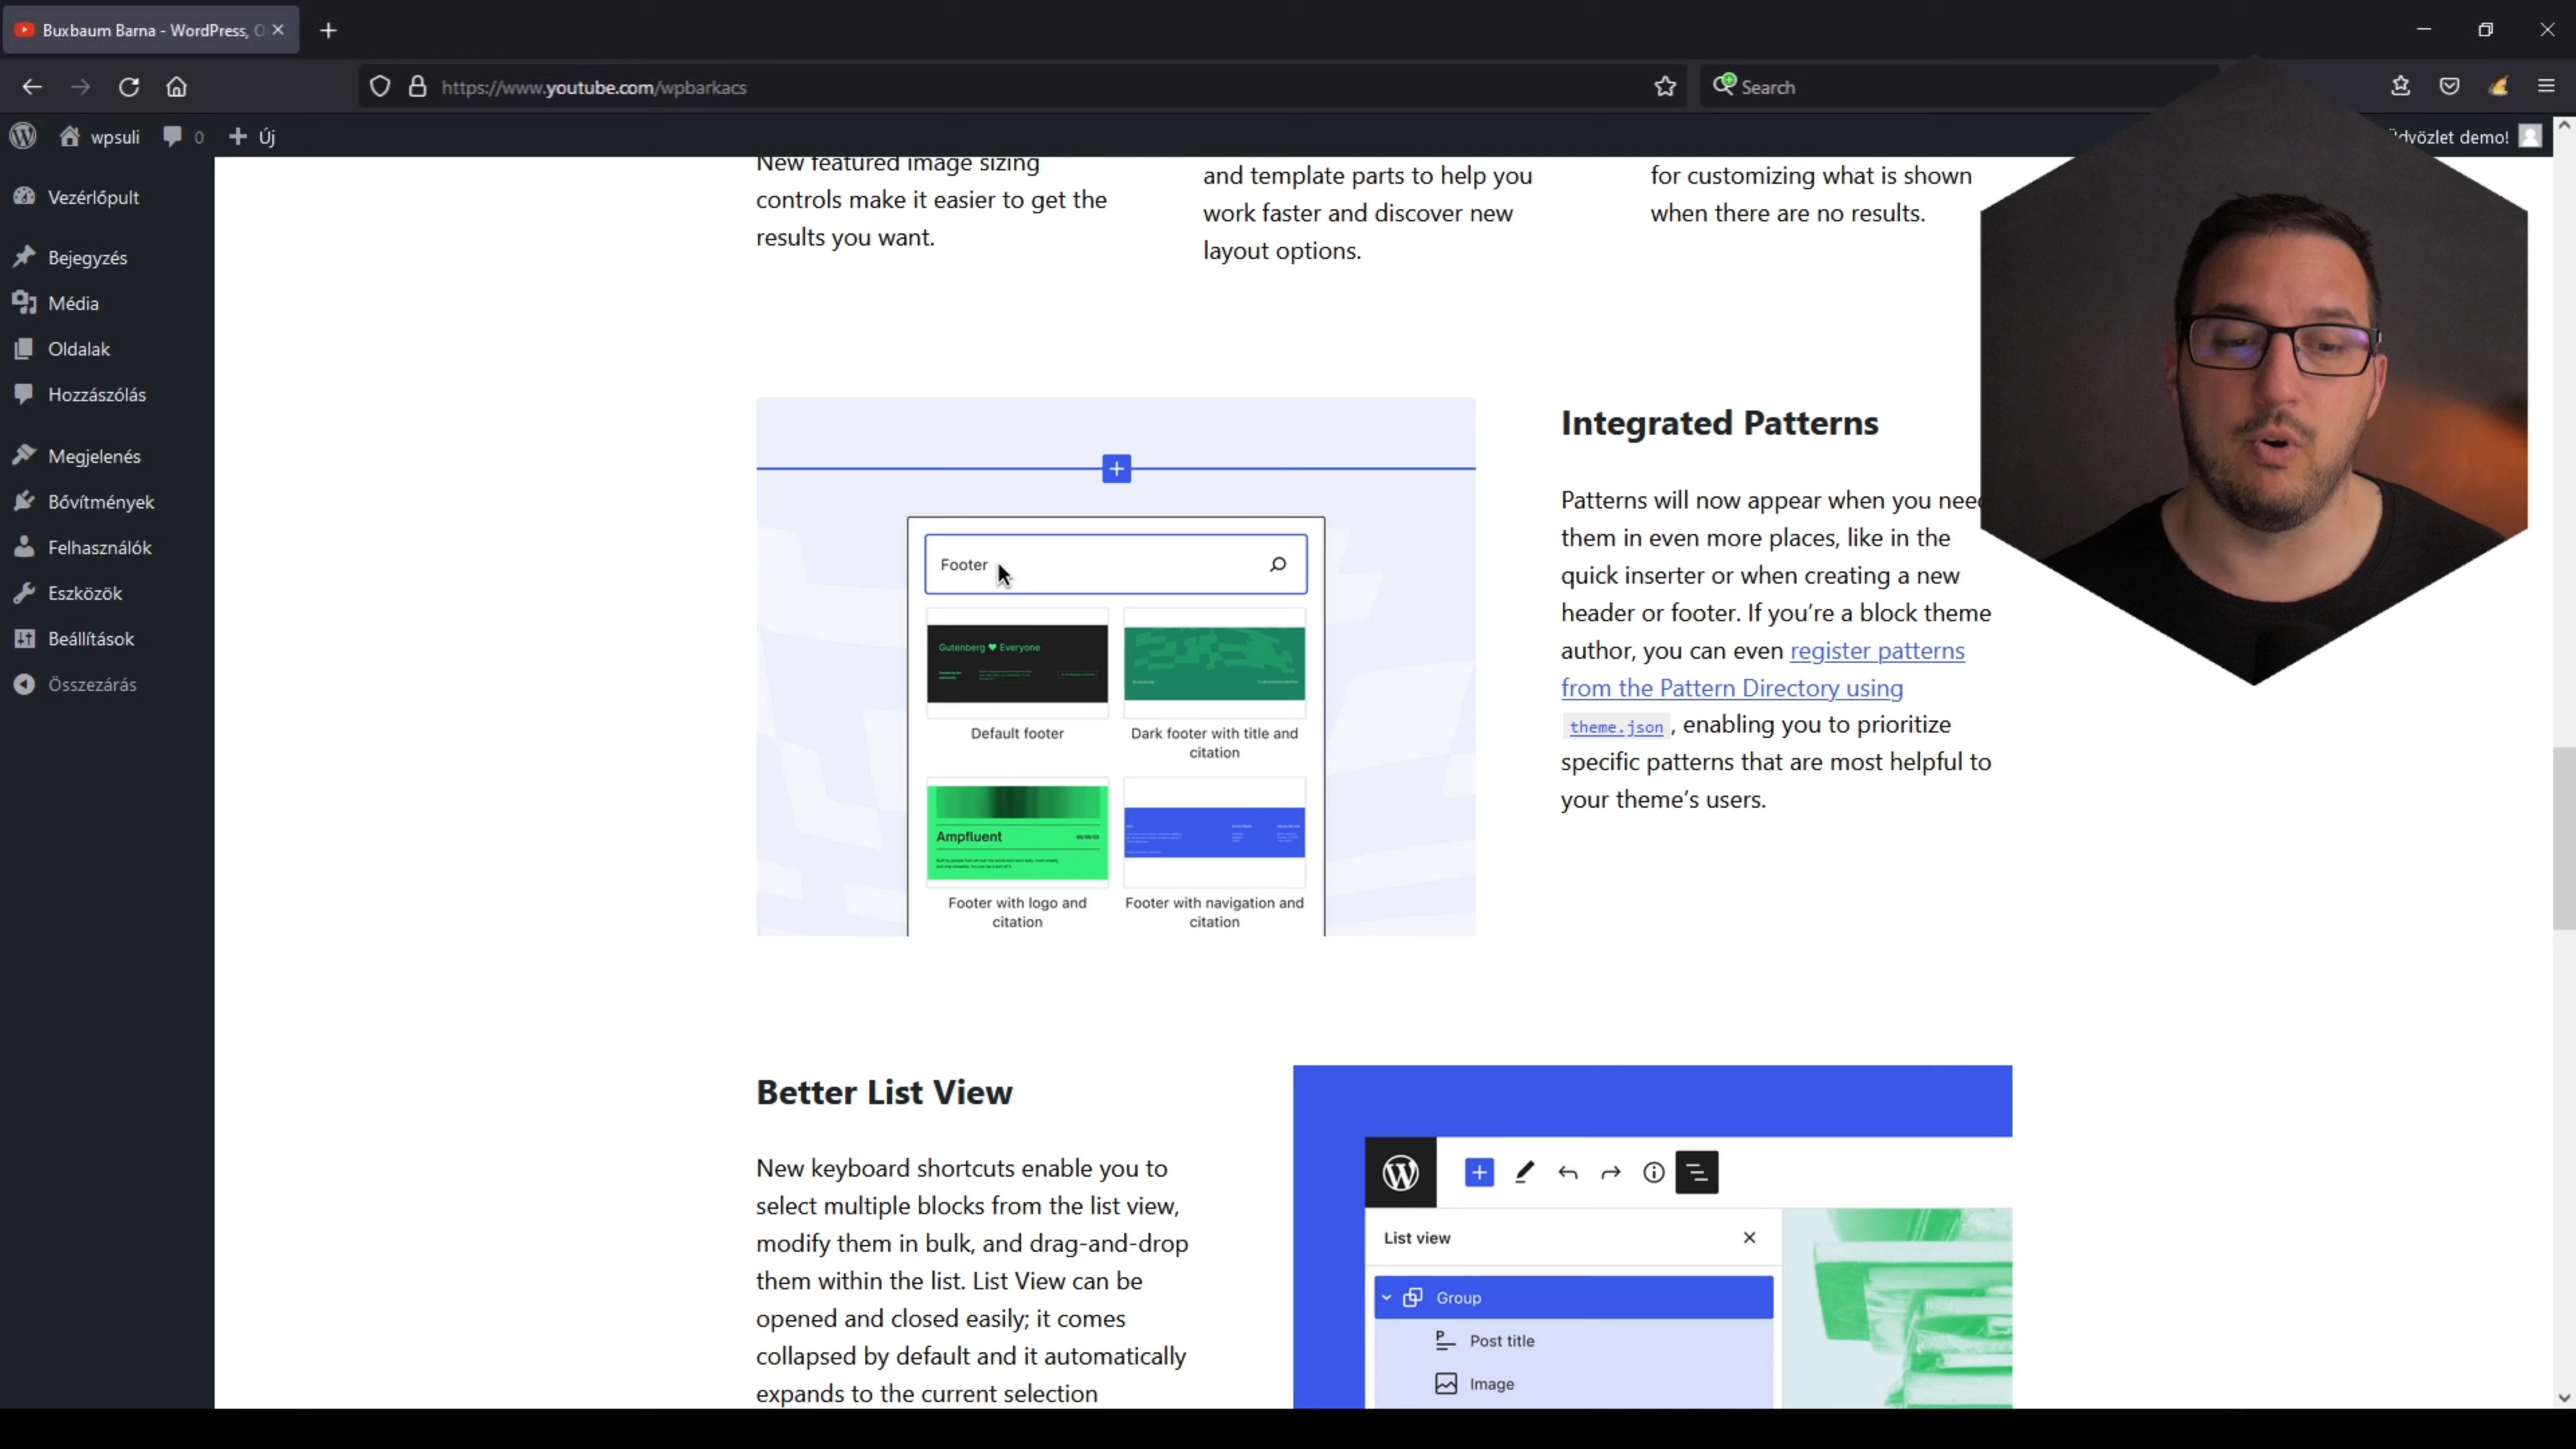 Buxbaum Barna - WordPress, O
https://www.youtube.com/wpbarkacs
Search
wpsuli
0
Új
dvözlet demo!
Vezérlőpult
Bejegyzés
Média
Oldalak
Hozzászólás
Megjelenés
Bővítmények
Felhasználók
Eszközök
Beállítások
Összezárás
New featured image sizing
controls make it easier to get the
results you want.
and template parts to help you
work faster and discover new
layout options.
for customizing what is shown
when there are no results.
Footer
Gutenberg ♥ Everyone
Default footer
Dark footer with title and
citation
Ampfluent
Footer with logo and
citation
Footer with navigation and
citation
Integrated Patterns
Patterns will now appear when you need
them in even more places, like in the
quick inserter or when creating a new
header or footer. If you’re a block theme
author, you can even register patterns
from the Pattern Directory using
theme.json, enabling you to prioritize
specific patterns that are most helpful to
your theme’s users.
Better List View
New keyboard shortcuts enable you to
select multiple blocks from the list view,
modify them in bulk, and drag-and-drop
them within the list. List View can be
opened and closed easily; it comes
collapsed by default and it automatically
expands to the current selection
List view
Group
Post title
Image